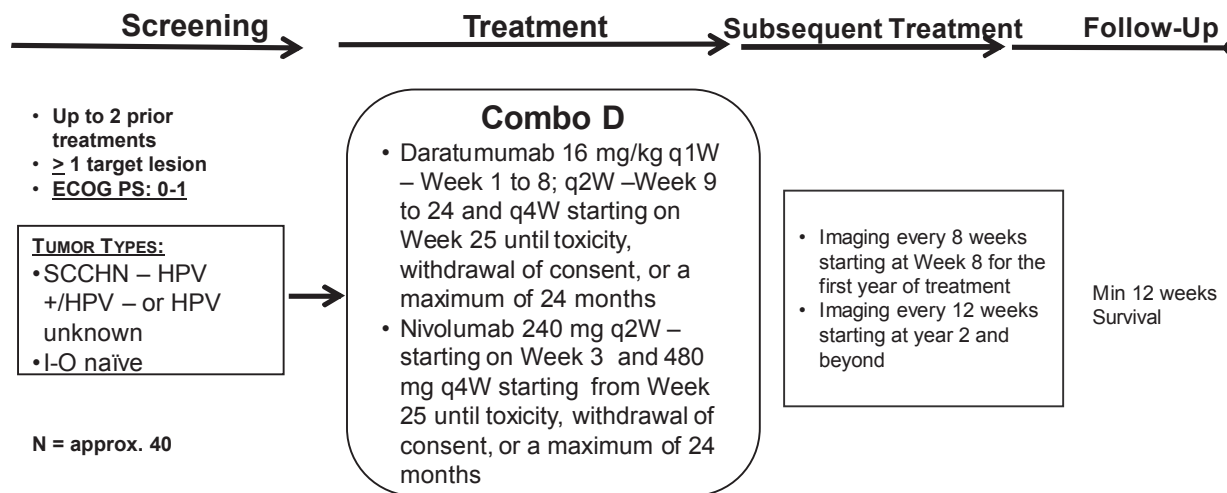 Screening
Treatment
Subsequent Treatment
Follow-Up
• Up to 2 prior
treatments
• > 1 target lesion
• ECOG PS: 0-1
TUMOR TYPES:
• SCCHN – HPV
+/HPV – or HPV
unknown
• I-O naïve
N = approx. 40
Combo D
• Daratumumab 16 mg/kg q1W
– Week 1 to 8; q2W –Week 9
to 24 and q4W starting on
Week 25 until toxicity,
withdrawal of consent, or a
maximum of 24 months
• Nivolumab 240 mg q2W –
starting on Week 3 and 480
mg q4W starting from Week
25 until toxicity, withdrawal of
consent, or a maximum of 24
months
• Imaging every 8 weeks
starting at Week 8 for the
first year of treatment
• Imaging every 12 weeks
starting at year 2 and
beyond
Min 12 weeks
Survival